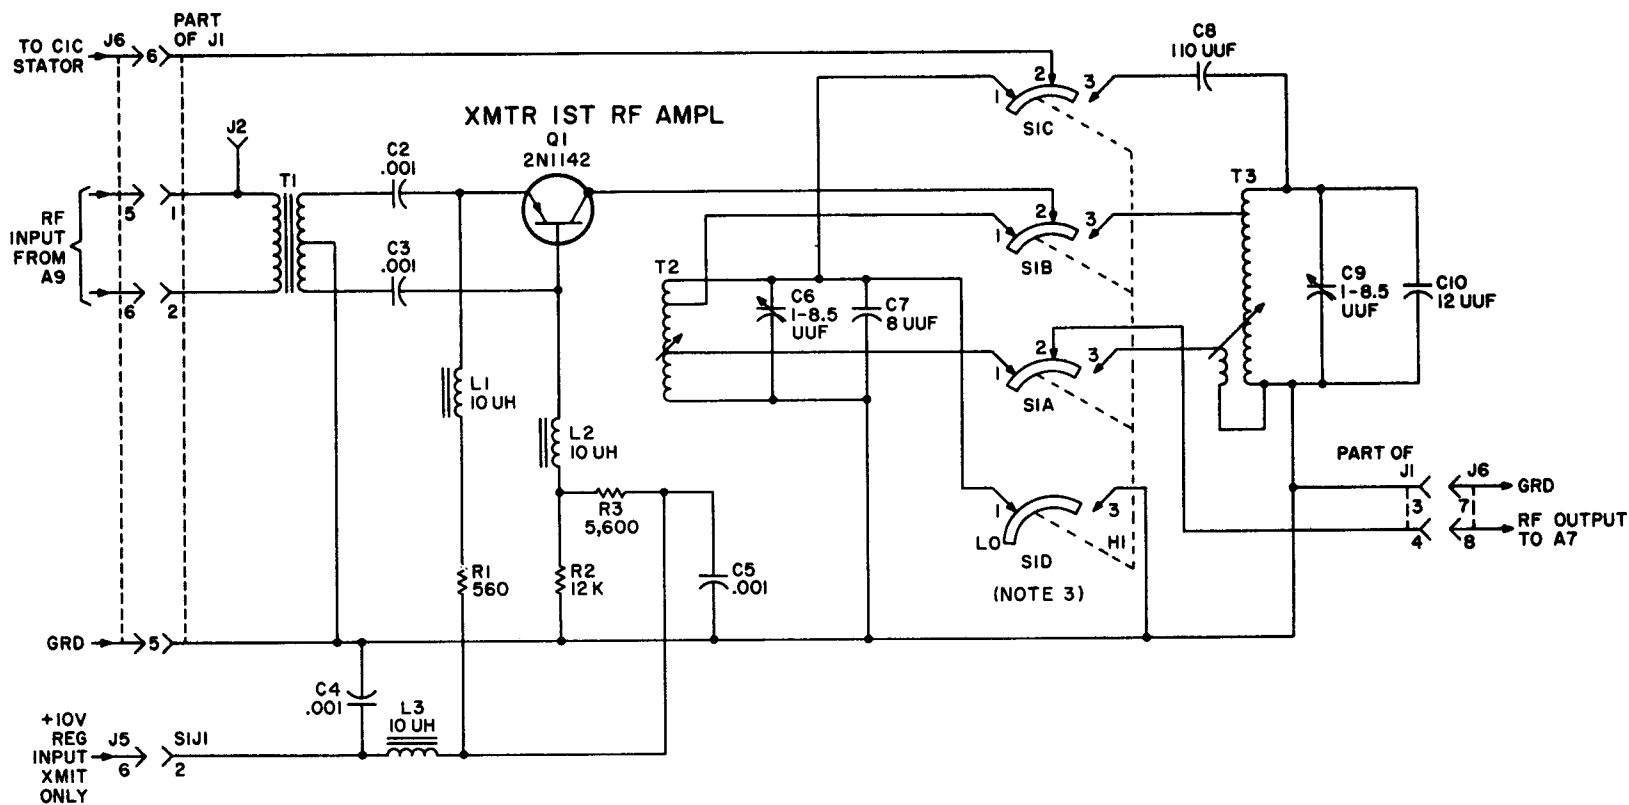 TO CIC
STATOR
J6
6
PART
OF J1
C8
110 UUF
XMTR 1ST RF AMPL
Q1
2N1142
1
2
3
S1C
J2
C2
.001
T1
5
1
RF
INPUT
FROM
A9
6
2
C3
.001
1
2
3
S1B
T3
T2
C6
1-8.5
UUF
C7
8 UUF
C9
1-8.5
UUF
C10
12 UUF
1
2
3
S1A
L1
10 UH
L2
10 UH
R3
5,600
R1
560
R2
12K
C5
.001
1
3
LO
HI
S1D
(NOTE 3)
PART OF
J1
J6
GRD
3
7
RF OUTPUT
TO A7
4
8
GRD
5
C4
.001
L3
10 UH
+10V
REG
INPUT
XMIT
ONLY
J5
6
S1J1
2